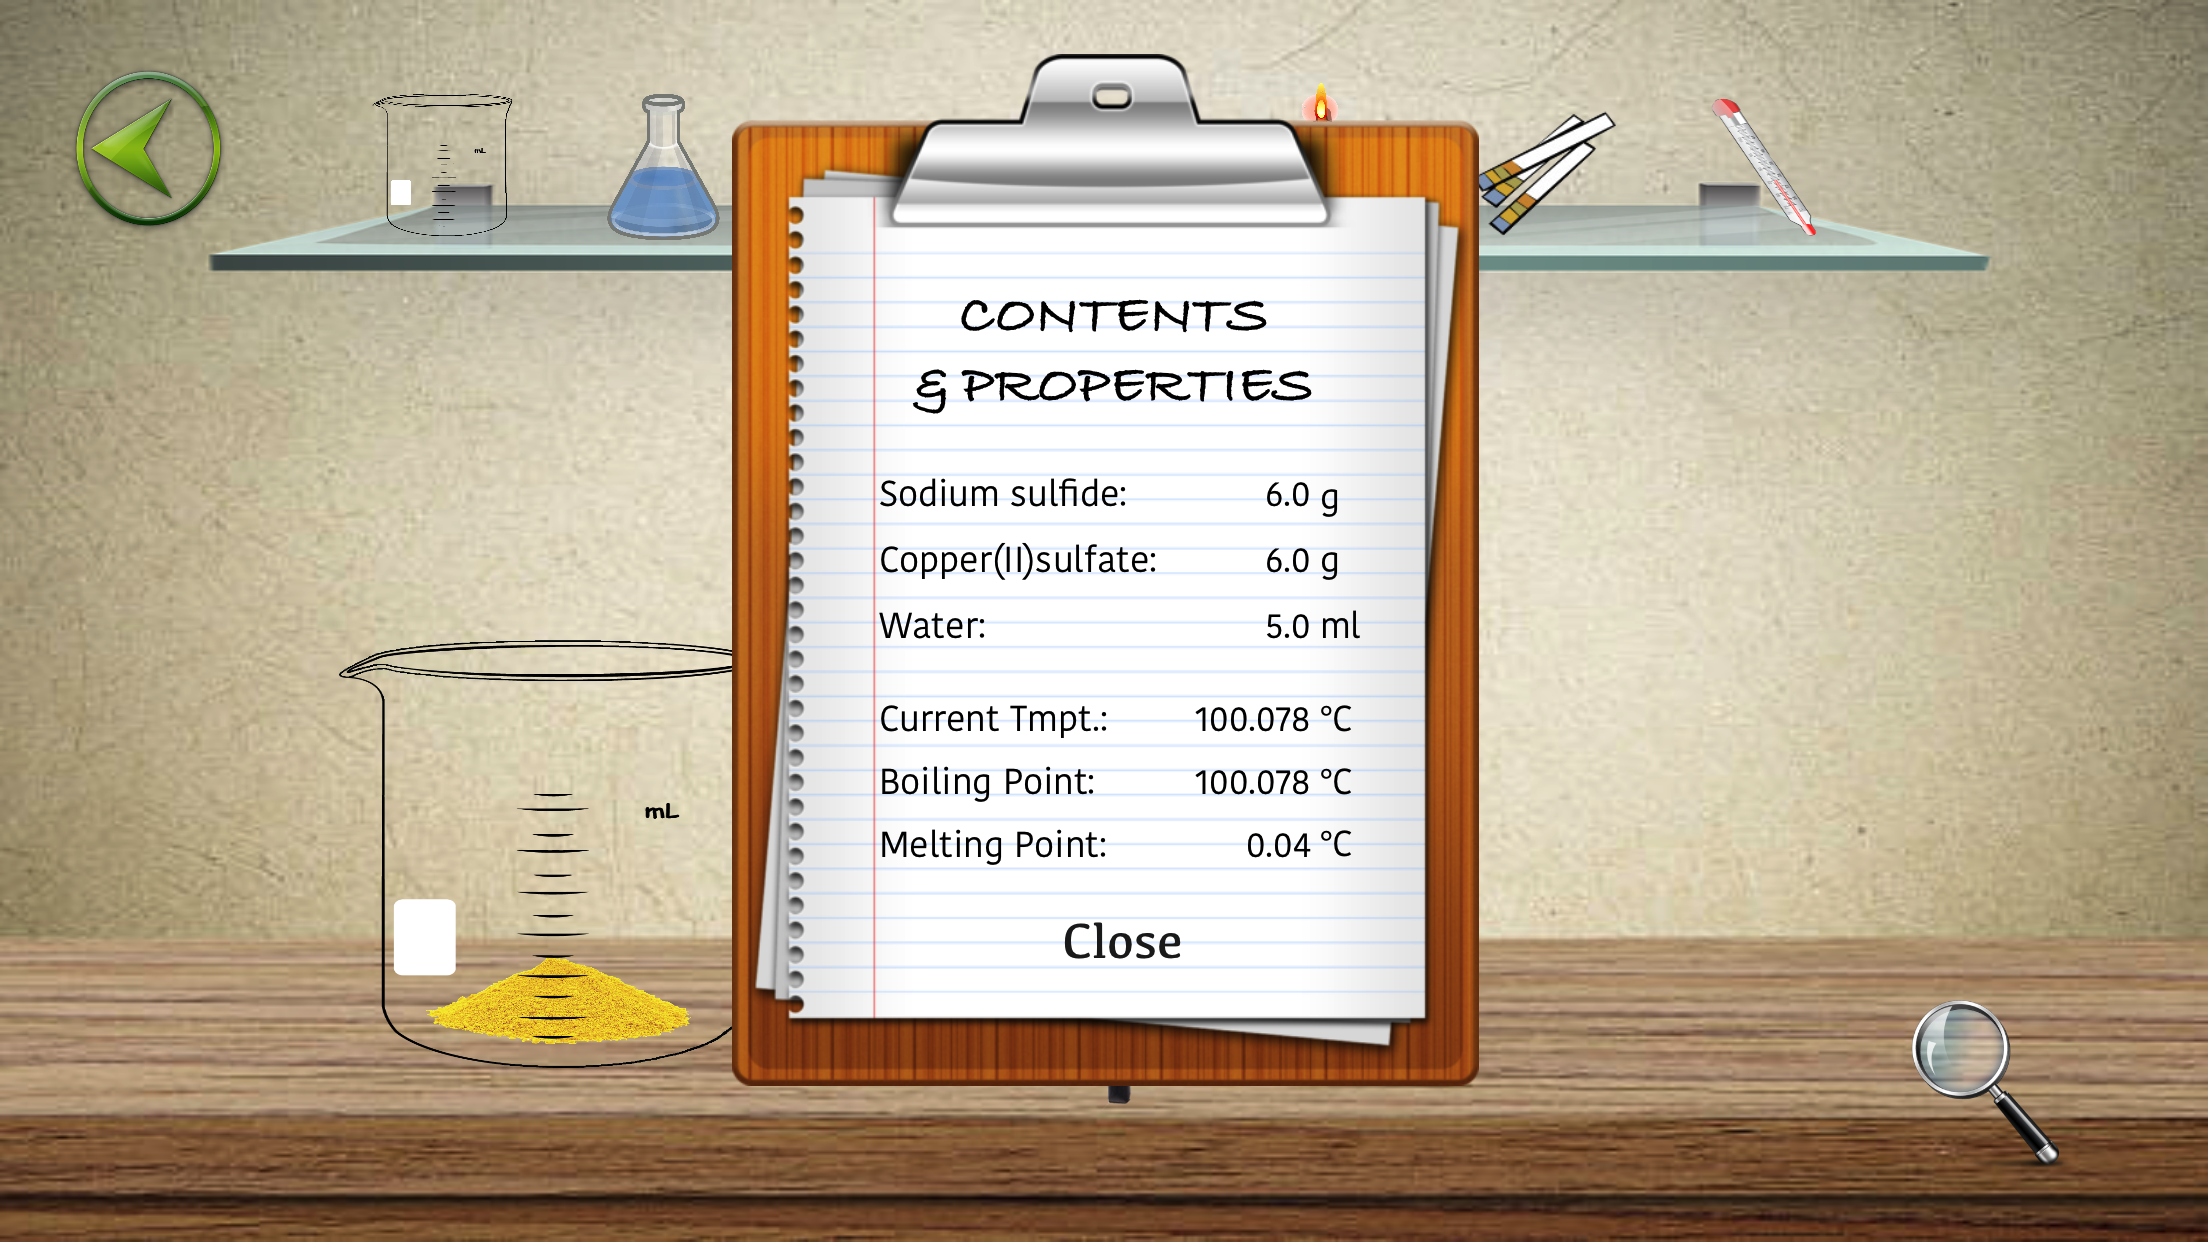 CONTENTS
& PROPERTIES
Sodium sulfide: 6.0 g
Copper(II)sulfate: 6.0 g
Water: 5.0 ml
Current Tmpt.: 100.078 °C
Boiling Point: 100.078 °C
Melting Point: 0.04 °C
Close
mL
mL